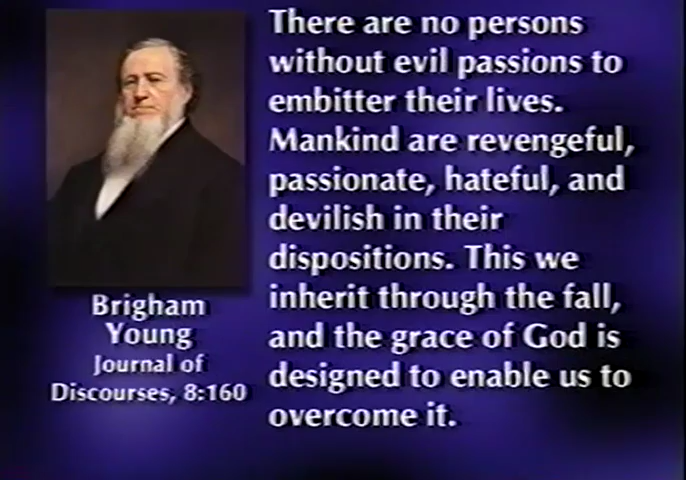 There are no persons
without evil passions to
embitter their lives.
Mankind are revengeful,
passionate, hateful, and
devilish in their
dispositions. This we
inherit through the fall,
and the grace of God is
designed to enable us to
overcome it.
Brigham
Young
Journal of
Discourses, 8:160